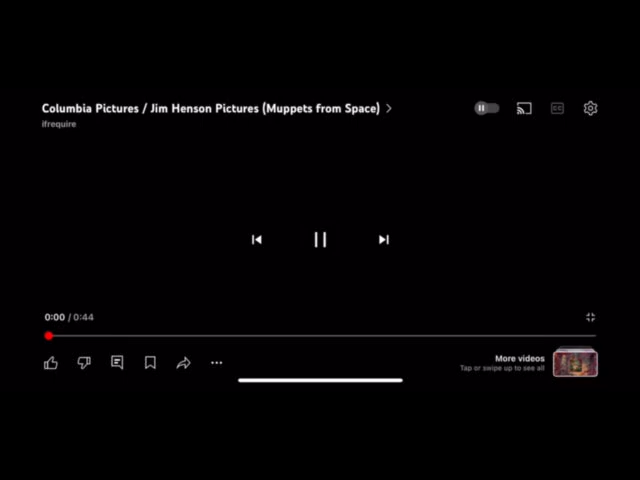 Columbia Pictures / Jim Henson Pictures (Muppets from Space)
ifrequire
CC
0:00 / 0:44
More videos
Tap or swipe up to see all